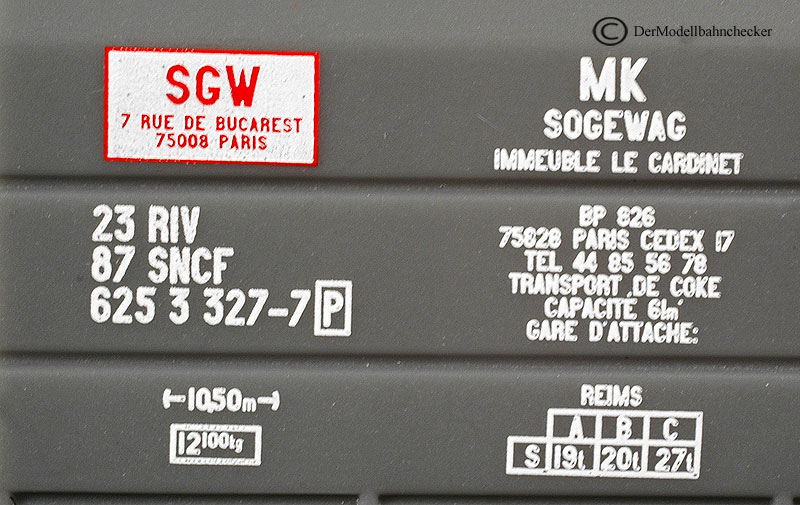 © DerModellbahnchecker
SGW
7 RUE DE BUCAREST
75008 PARIS
MK
SOGEWAG
IMMEUBLE LE CARDINET
23 RIV
87 SNCF
625 3 327-7 P
BP 826
75828 PARIS CEDEX 17
TEL 44 85 56 78
TRANSPORT DE COKE
CAPACITE 61m³
GARE D'ATTACHE:
REIMS
10,50m
12100kg
A B C
S 19t 20t 27t